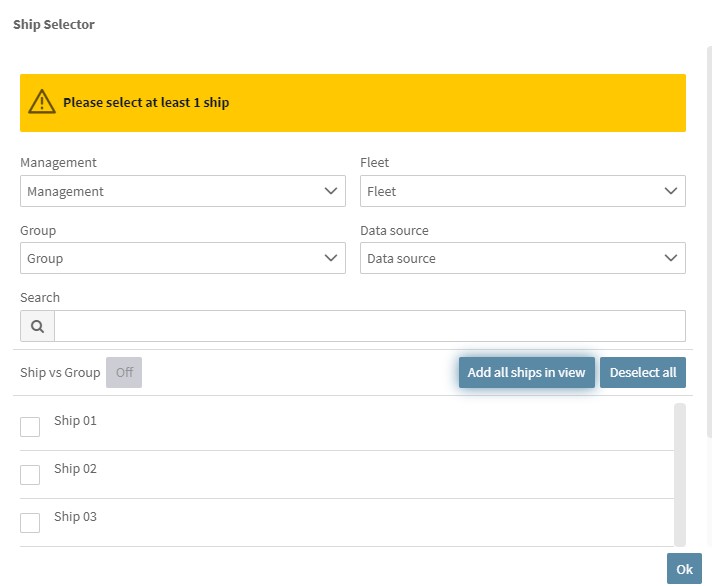 Ship Selector
Please select at least 1 ship
Management
Fleet
Management
Fleet
Group
Data source
Group
Data source
Search
Ship vs Group Off Add all ships in view Deselect all
Ship 01
Ship 02
Ship 03
Ok